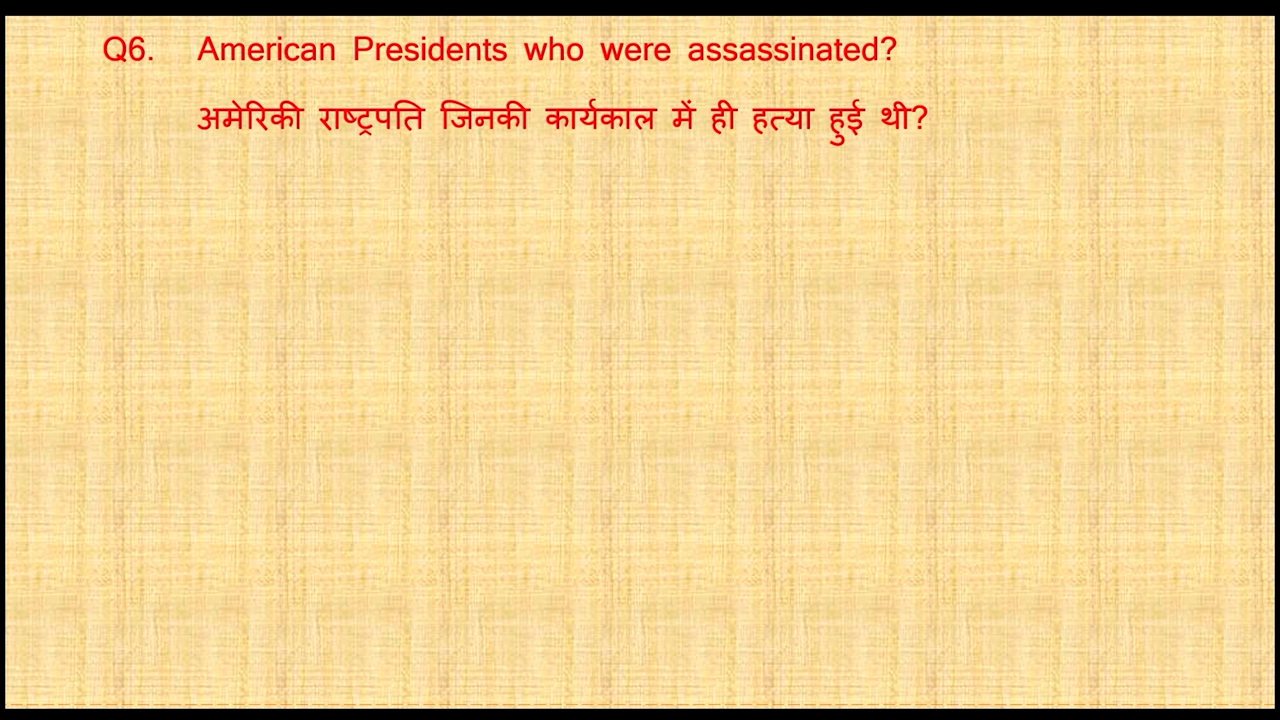 Q6. American Presidents who were assassinated?
अमेरिकी राष्ट्रपति जिनकी कार्यकाल में ही हत्या हुई थी?